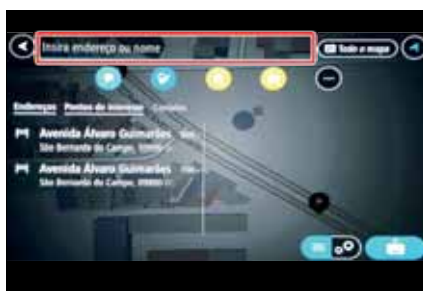 Insira endereço ou nome
Todo o mapa
Endereços Pontos de interesse
Avenida Álvaro Guimarães
São Bernardo do Campo,
Avenida Álvaro Guimarães
São Bernardo do Campo,